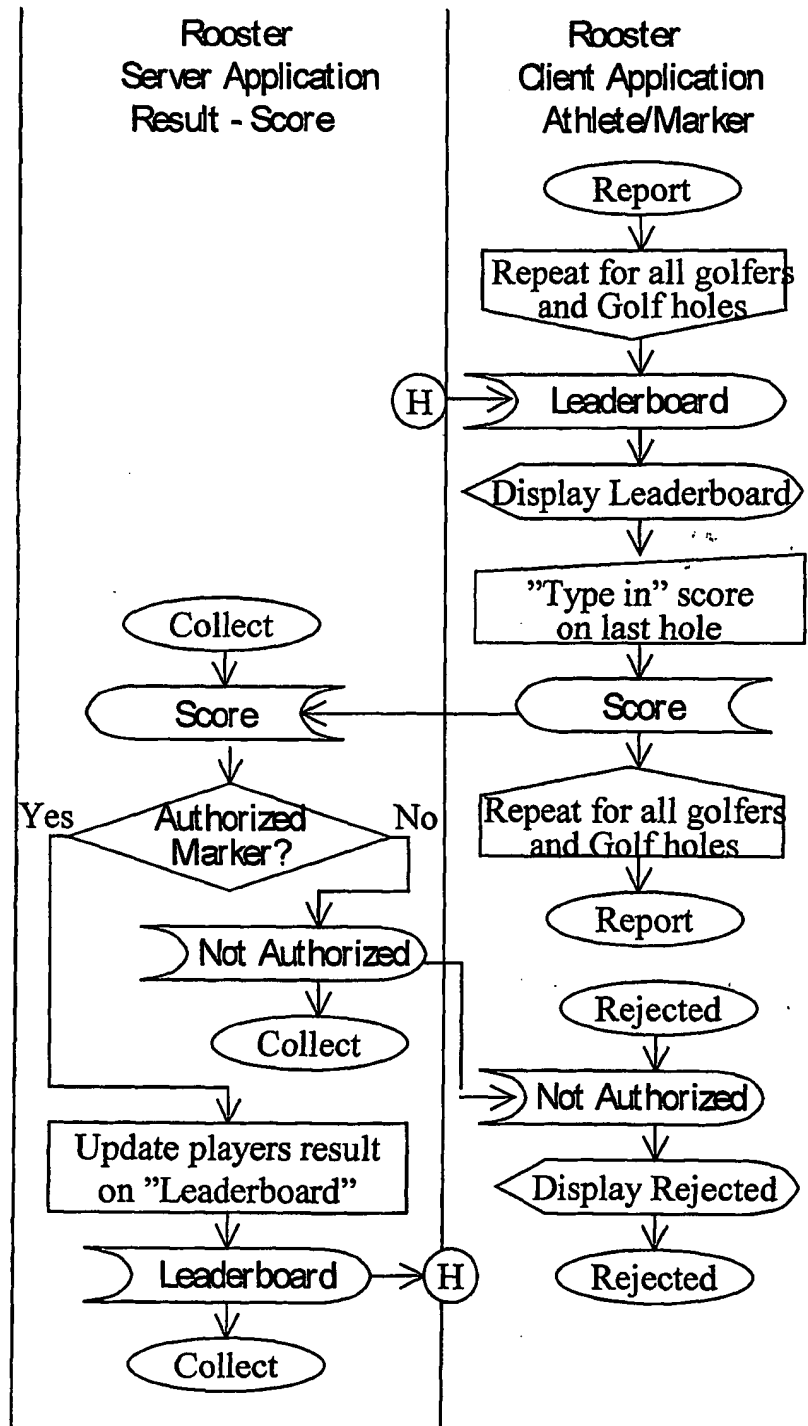 Rooster
Server Application
Result - Score
Rooster
Client Application
Athlete/Marker
Report
Repeat for all golfers
and Golf holes
H
Leaderboard
Display Leaderboard
"Type in" score
on last hole
Collect
Score
Score
Yes
Authorized
Marker?
No
Repeat for all golfers
and Golf holes
Report
Not Authorized
Collect
Rejected
Not Authorized
Update players result
on "Leaderboard"
Display Rejected
Leaderboard
H
Rejected
Collect